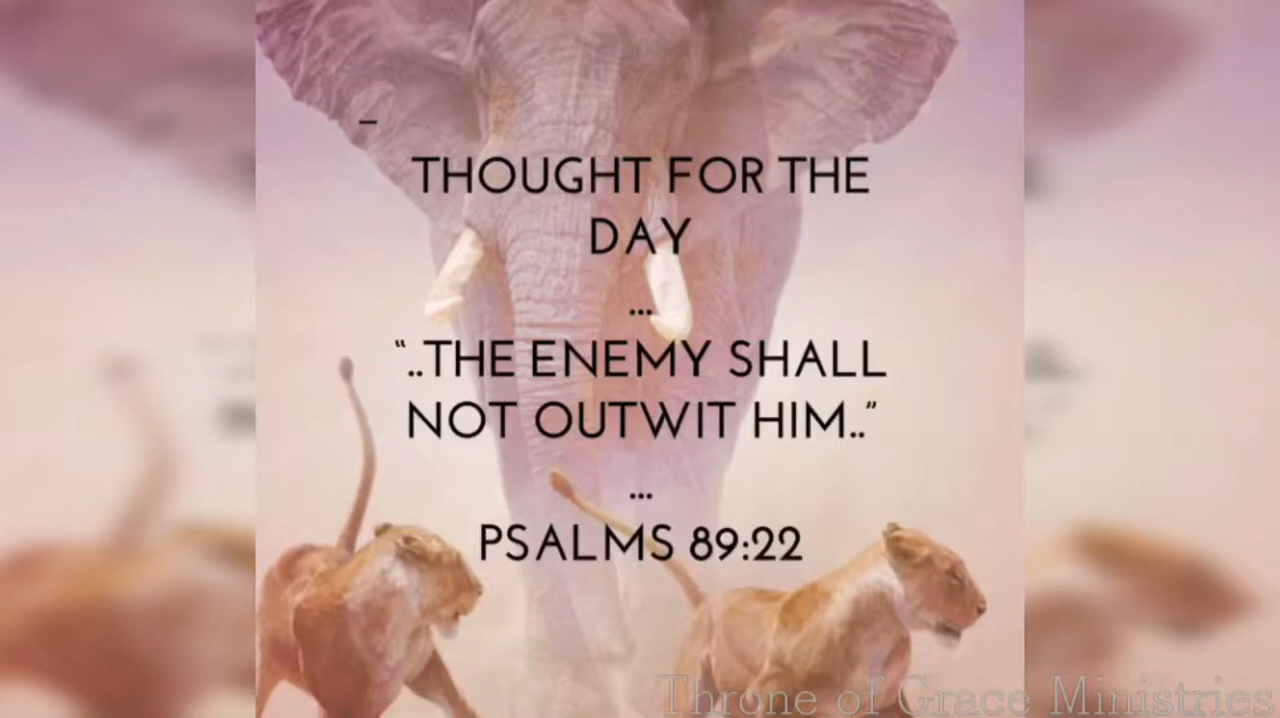 –
THOUGHT FOR THE
DAY
...
“..THE ENEMY SHALL
NOT OUTWIT HIM..”
...
PSALMS 89:22
Throne of Grace Ministries